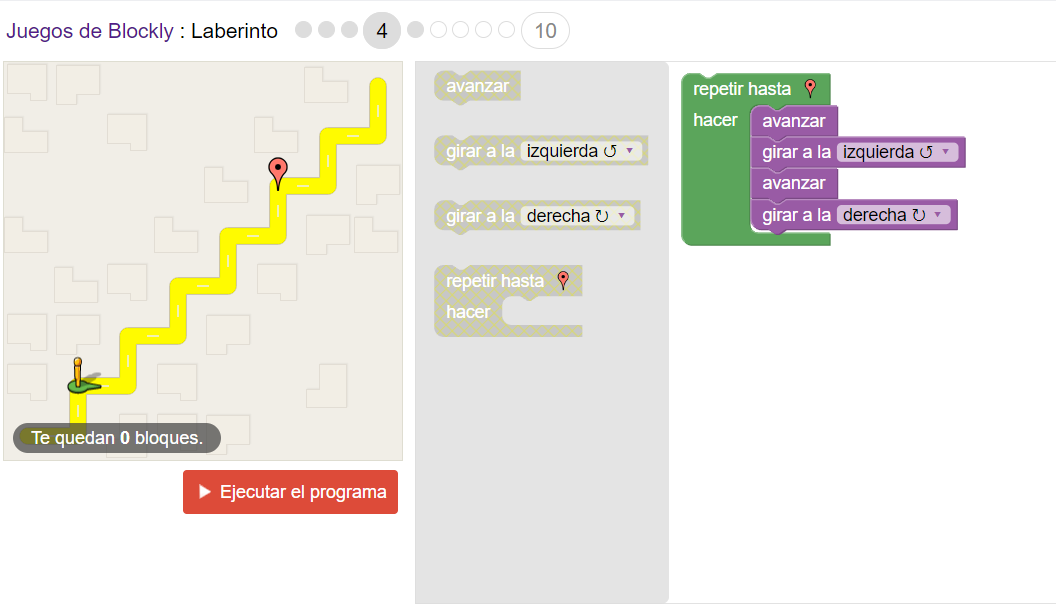 Juegos de Blockly : Laberinto 4 10
Te quedan 0 bloques.
Ejecutar el programa
avanzar
girar a la izquierda ↺ ▼
girar a la derecha ↻ ▼
repetir hasta
hacer
repetir hasta
hacer avanzar
girar a la izquierda ↺ ▼
avanzar
girar a la derecha ↻ ▼